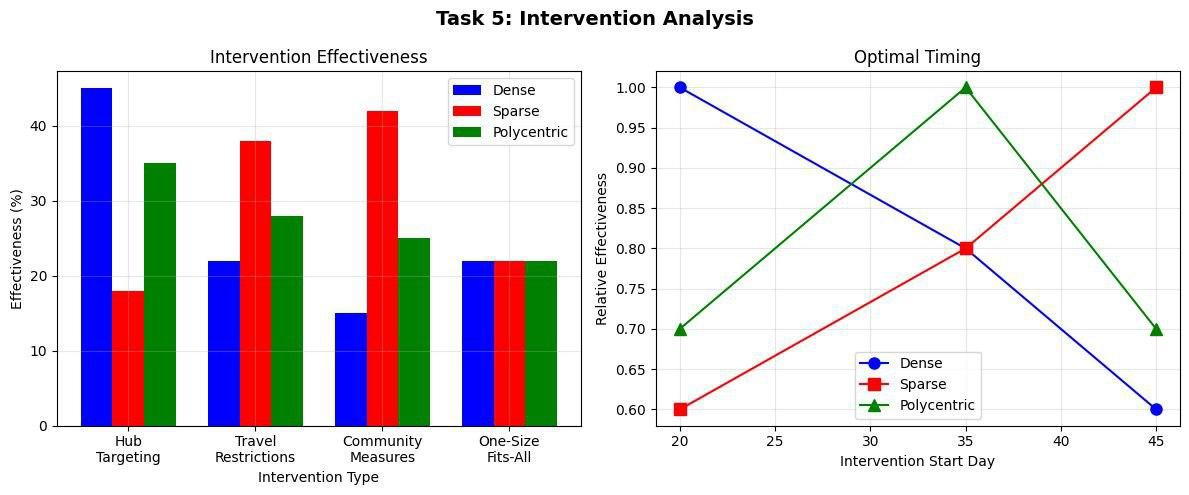 Task 5: Intervention Analysis
Intervention Effectiveness
Dense
Sparse
Polycentric
Effectiveness (%)
40
30
20
10
0
Hub
Targeting
Travel
Restrictions
Community
Measures
One-Size
Fits-All
Intervention Type
Optimal Timing
Relative Effectiveness
1.00
0.95
0.90
0.85
0.80
0.75
0.70
0.65
0.60
Dense
Sparse
Polycentric
20
25
30
35
40
45
Intervention Start Day